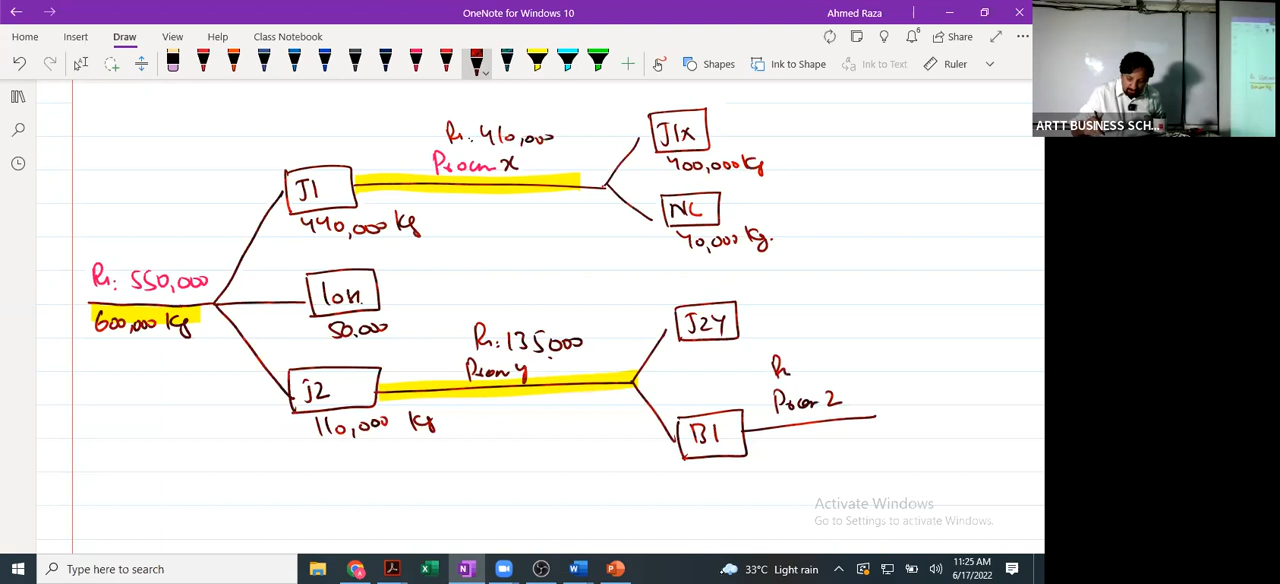 OneNote for Windows 10
Ahmed Raza
Home Insert Draw View Help Class Notebook
Share
Shapes Ink to Shape Ink to Text Ruler
ARTT BUSINESS SCH...
Rs: 410,000
Process x
J1
440,000 kg
J1x
400,000 kg
NL
40,000 kg.
Rs: 550,000
600,000 kg
loss
50,000
Rs: 135,000
Process y
J2
110,000 kg
J2Y
B1
Rs
Process 2
Activate Windows
Go to Settings to activate Windows.
Type here to search
33°C Light rain
11:25 AM
6/17/2022